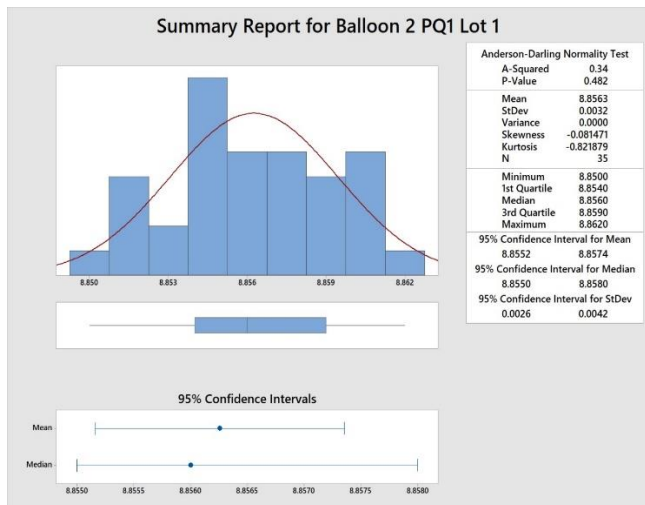 Summary Report for Balloon 2 PQ1 Lot 1
Anderson-Darling Normality Test
A-Squared 0.34
P-Value 0.482
Mean 8.8563
StDev 0.0032
Variance 0.0000
Skewness -0.081471
Kurtosis -0.821879
N 35
Minimum 8.8500
1st Quartile 8.8540
Median 8.8560
3rd Quartile 8.8590
Maximum 8.8620
95% Confidence Interval for Mean
8.8552 8.8574
95% Confidence Interval for Median
8.8550 8.8580
95% Confidence Interval for StDev
0.0026 0.0042
8.850 8.853 8.856 8.859 8.862
95% Confidence Intervals
Mean
Median
8.8550 8.8555 8.8560 8.8565 8.8570 8.8575 8.8580